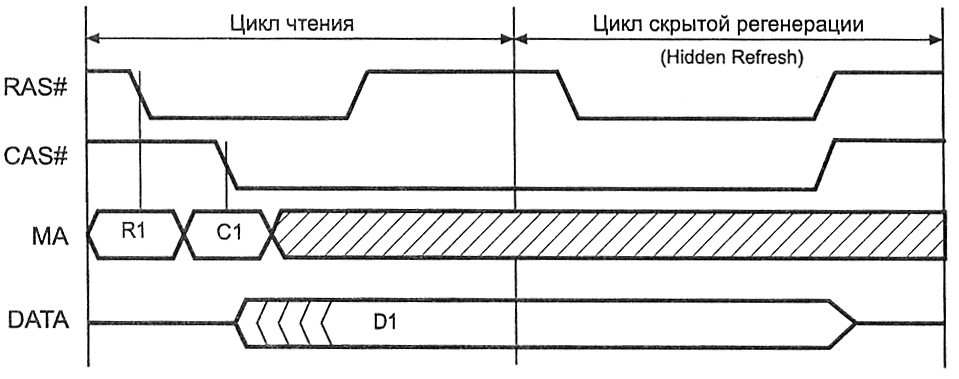 Цикл чтения
Цикл скрытой регенерации
(Hidden Refresh)
RAS#
CAS#
MA
R1
C1
DATA
D1